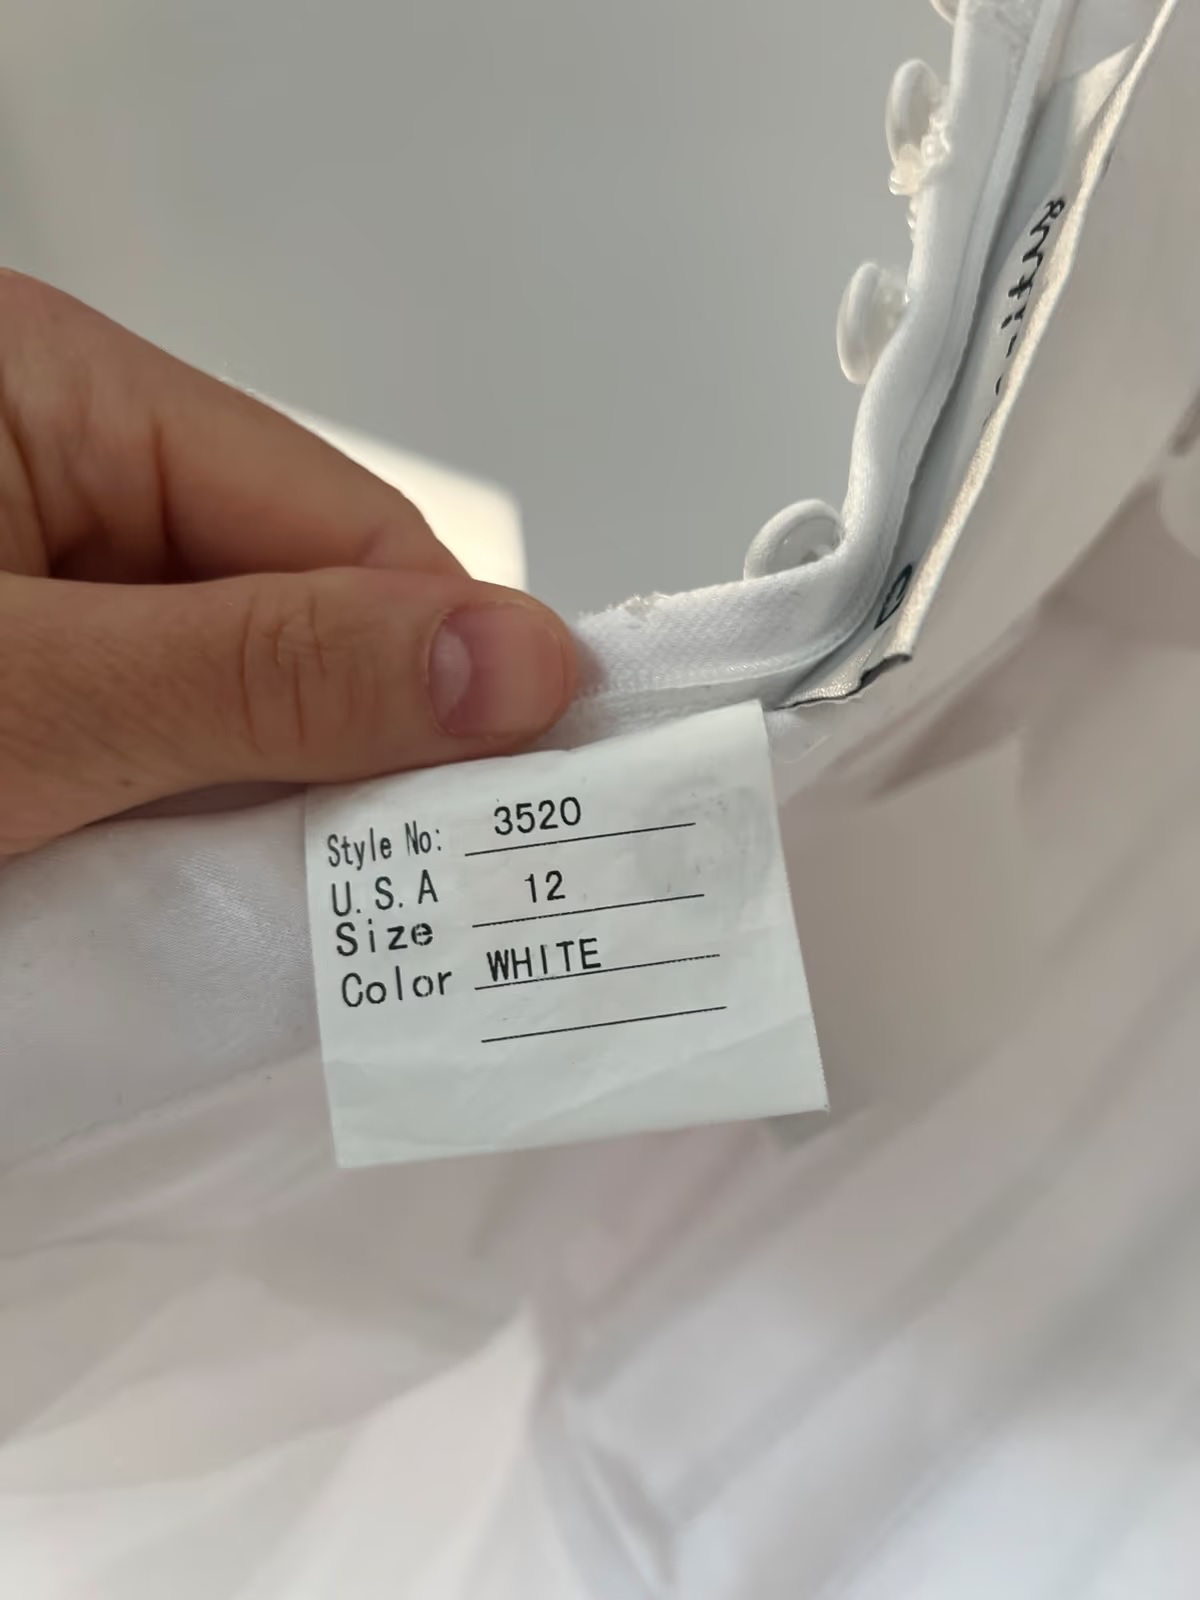 Style No: 3520
U.S.A 12
Size
Color WHITE